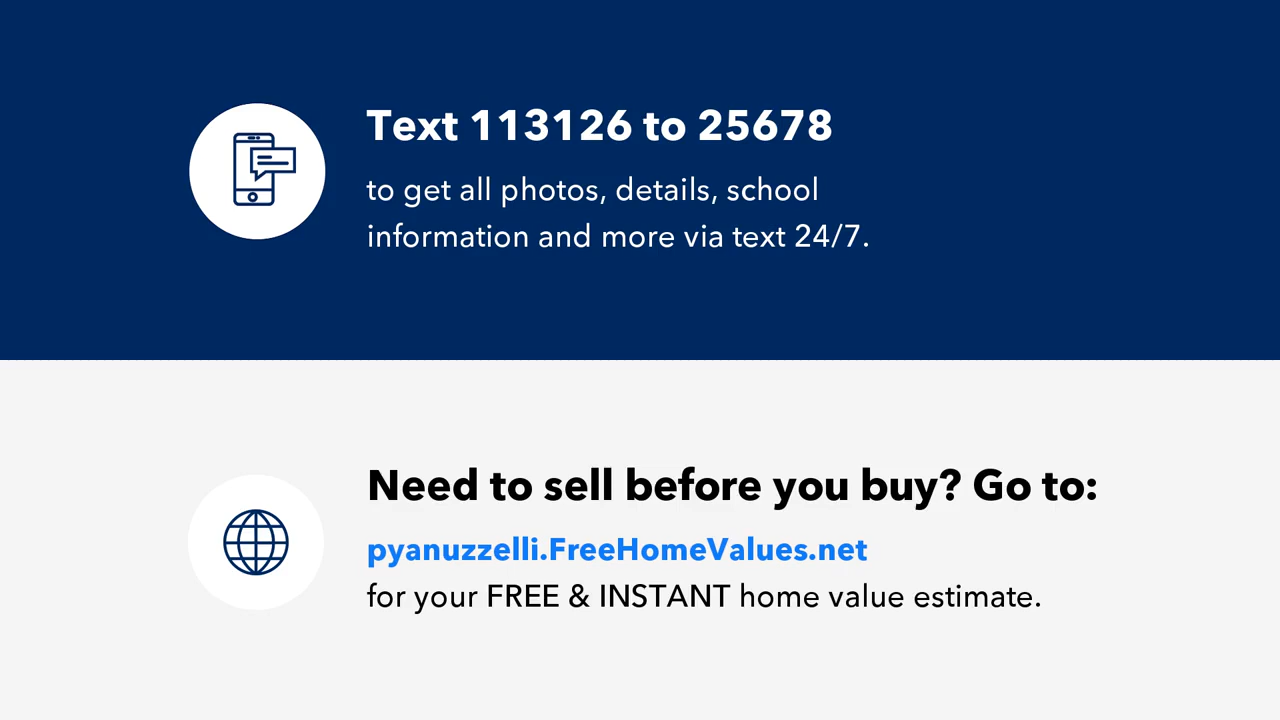 Text 113126 to 25678
to get all photos, details, school
information and more via text 24/7.
Need to sell before you buy? Go to:
pyanuzzelli.FreeHomeValues.net
for your FREE & INSTANT home value estimate.